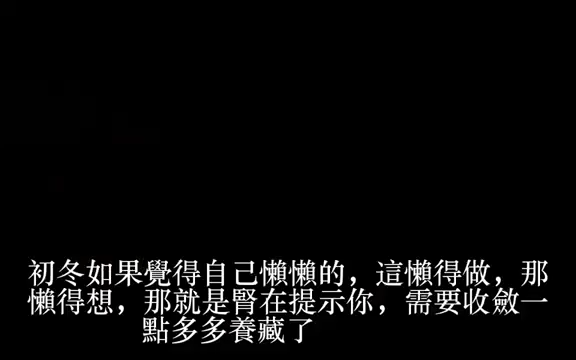 初冬如果覺得自己懶懶的，這懶得做，那
懶得想，那就是腎在提示你，需要收斂一
點多多養藏了